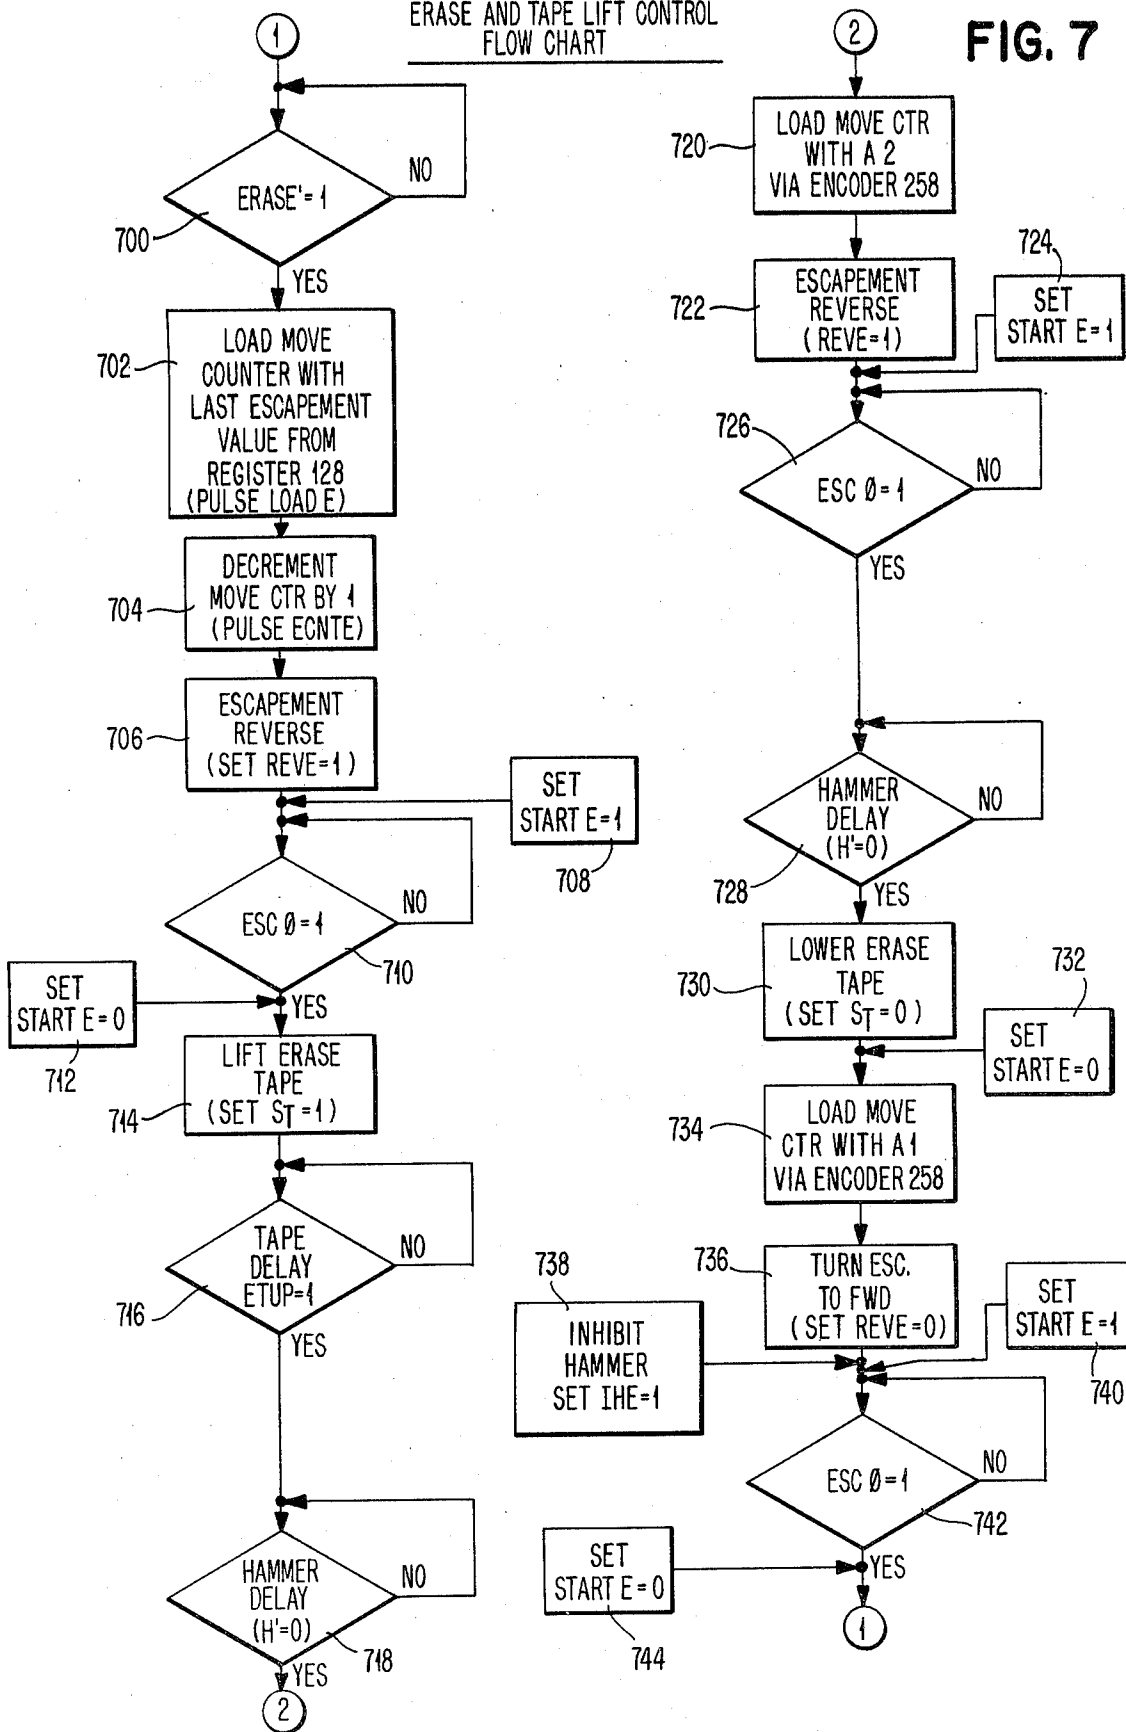 ERASE AND TAPE LIFT CONTROL
FLOW CHART
FIG. 7
1
ERASE'=1
NO
700
YES
702
LOAD MOVE
COUNTER WITH
LAST ESCAPEMENT
VALUE FROM
REGISTER 128
(PULSE LOAD E)
704
DECREMENT
MOVE CTR BY 1
(PULSE ECNTE)
706
ESCAPEMENT
REVERSE
(SET REVE=1)
SET
START E=1
708
ESC Ø=1
NO
710
YES
SET
START E=0
712
714
LIFT ERASE
TAPE
(SET ST=1)
TAPE
DELAY
ETUP=1
NO
716
YES
HAMMER
DELAY
(H'=0)
NO
718
YES
2
2
720
LOAD MOVE CTR
WITH A 2
VIA ENCODER 258
722
ESCAPEMENT
REVERSE
(REVE=1)
724
SET
START E=1
726
ESC Ø=1
NO
YES
HAMMER
DELAY
(H'=0)
NO
728
YES
730
LOWER ERASE
TAPE
(SET ST=0)
732
SET
START E=0
734
LOAD MOVE
CTR WITH A 1
VIA ENCODER 258
736
TURN ESC.
TO FWD
(SET REVE=0)
738
INHIBIT
HAMMER
SET IHE=1
SET
START E=1
740
ESC Ø=1
NO
742
YES
SET
START E=0
744
1